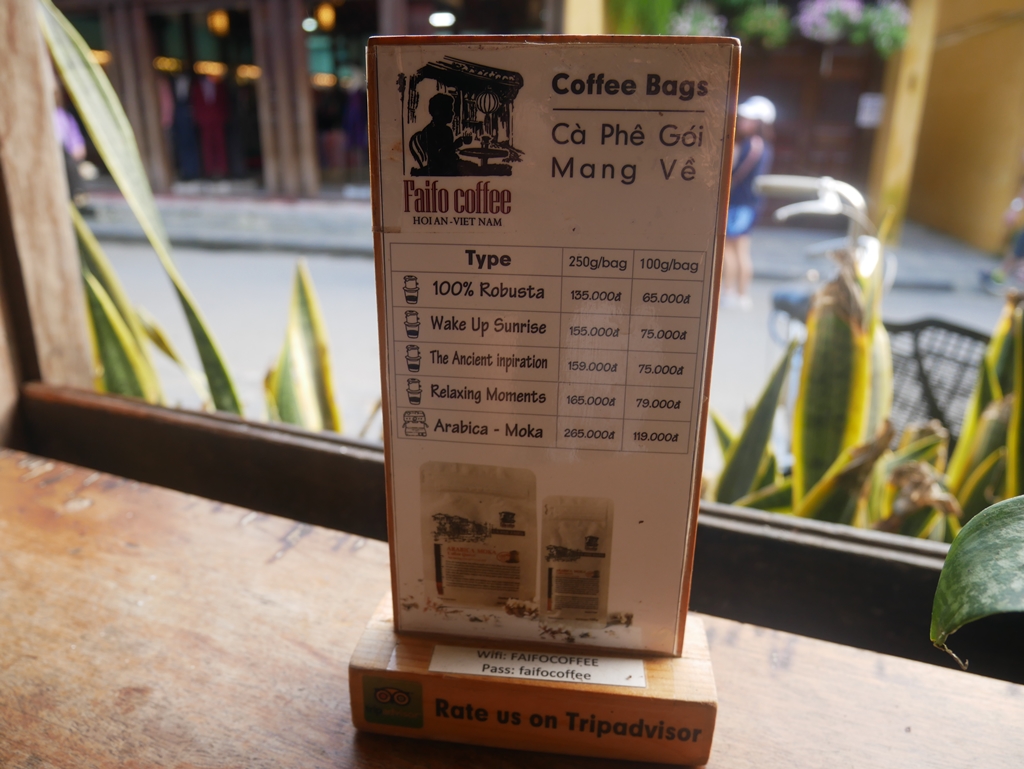 Coffee Bags
Cà Phê Gói
Mang Về
Faifo coffee
HOI AN-VIET NAM
Type 250g/bag 100g/bag
100% Robusta 135.000đ 65.000đ
Wake Up Sunrise 155.000đ 75.000đ
The Ancient inpiration 159.000đ 75.000đ
Relaxing Moments 165.000đ 79.000đ
Arabica - Moka 265.000đ 119.000đ
Wifi: FAIFOCOFFEE
Pass: faifocoffee
Rate us on Tripadvisor